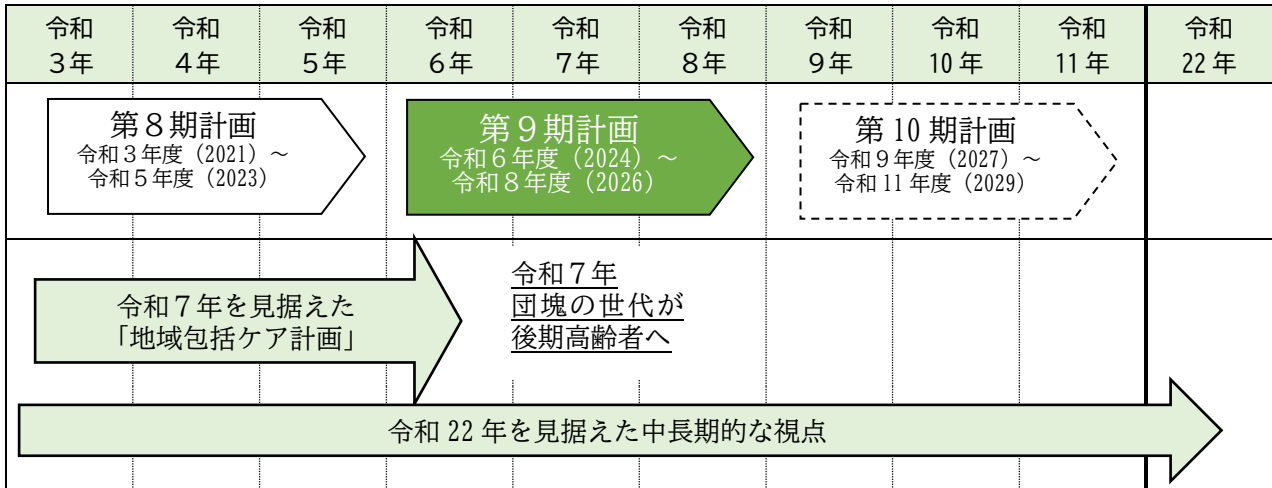 令和 令和 令和 令和 令和 令和 令和 令和 令和 令和
3年 4年 5年 6年 7年 8年 9年 10年 11年 22年
第8期計画
令和3年度（2021）～
令和5年度（2023）
第9期計画
令和6年度（2024）～
令和8年度（2026）
第10期計画
令和9年度（2027）～
令和11年度（2029）
令和7年を見据えた
「地域包括ケア計画」
令和7年
団塊の世代が
後期高齢者へ
令和22年を見据えた中長期的な視点